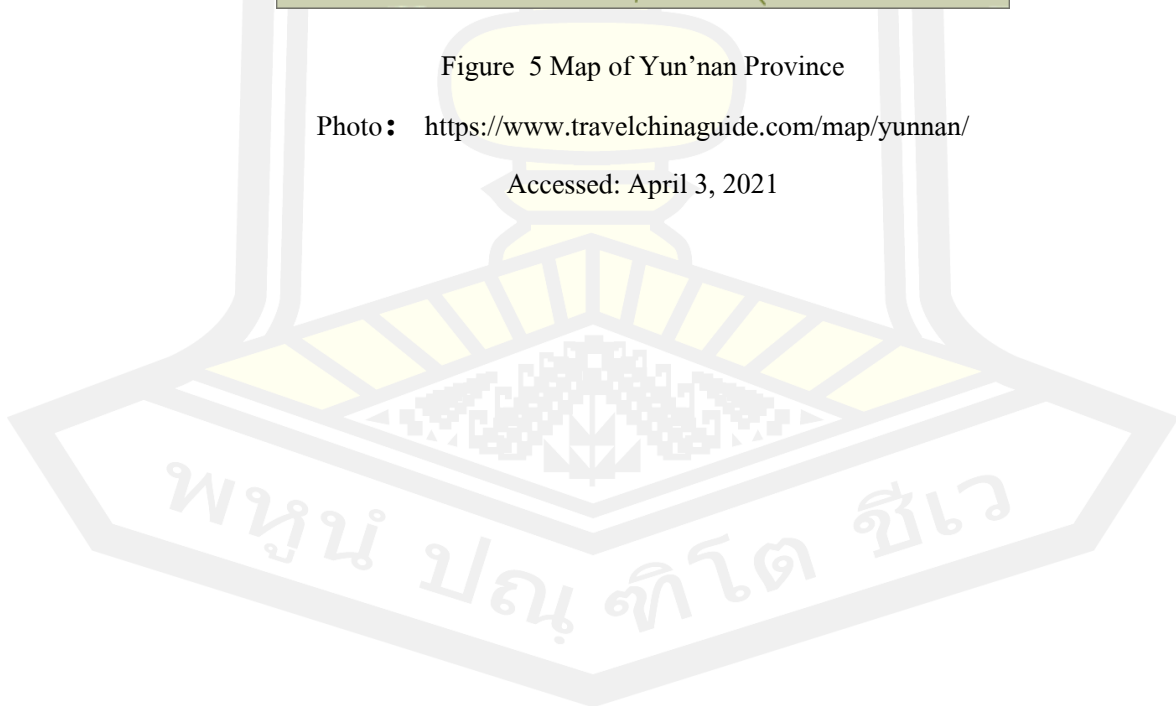 Figure  5 Map of Yun’nan Province
Photo： https://www.travelchinaguide.com/map/yunnan/
Accessed: April 3, 2021
พหูนํ ปณฺฑิโต ชีเว